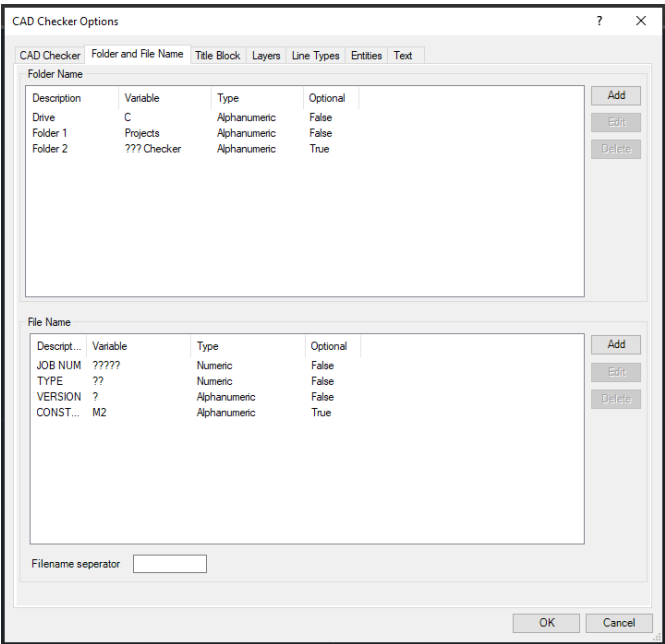 CAD Checker Options ? ×
CAD Checker Folder and File Name Title Block Layers Line Types Entities Text
Folder Name
Description Variable Type Optional
Drive C Alphanumeric False
Folder 1 Projects Alphanumeric False
Folder 2 ??? Checker Alphanumeric True
Add
Edit
Delete
File Name
Descript... Variable Type Optional
JOB NUM ????? Numeric False
TYPE ?? Numeric False
VERSION ? Alphanumeric False
CONST... M2 Alphanumeric True
Add
Edit
Delete
Filename seperator
OK Cancel